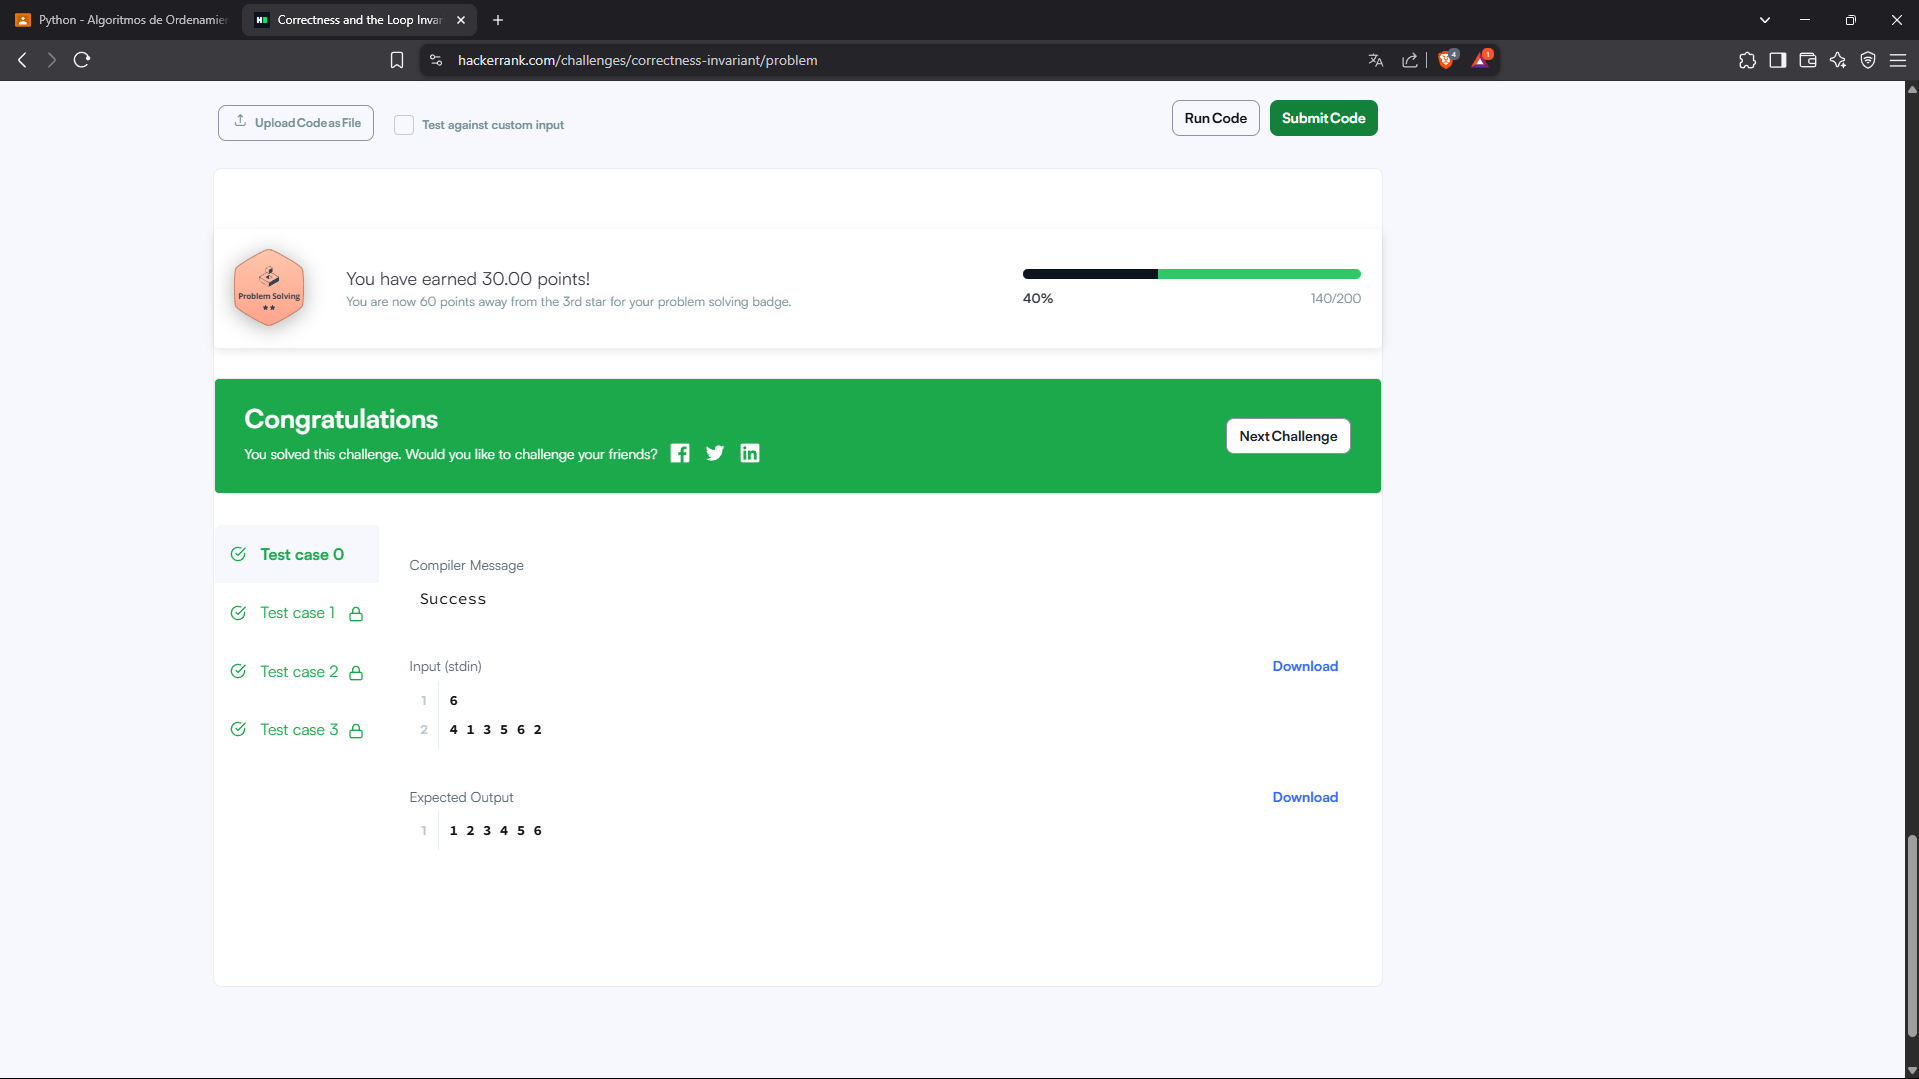 Python - Algoritmos de Ordenamien
Correctness and the Loop Invar
hackerrank.com/challenges/correctness-invariant/problem
4
1
Upload Code as File
Test against custom input
Run Code
Submit Code
Problem Solving
You have earned 30.00 points!
You are now 60 points away from the 3rd star for your problem solving badge.
40%
140/200
Congratulations
You solved this challenge. Would you like to challenge your friends?
Next Challenge
Test case 0
Test case 1
Test case 2
Test case 3
Compiler Message
Success
Input (stdin)
Download
1 6
2 4 1 3 5 6 2
Expected Output
Download
1 1 2 3 4 5 6